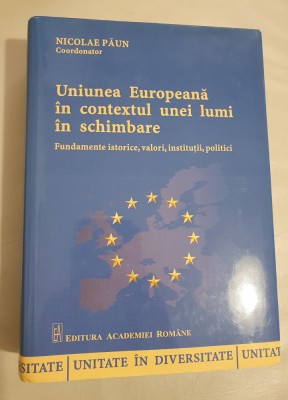 NICOLAE PĂUN
Coordonator
Uniunea Europeană
în contextul unei lumi
în schimbare
Fundamente istorice, valori, instituții, politici
EA EDITURA ACADEMIEI ROMÂNE
SITATE | UNITATE ÎN DIVERSITATE | UNITAT